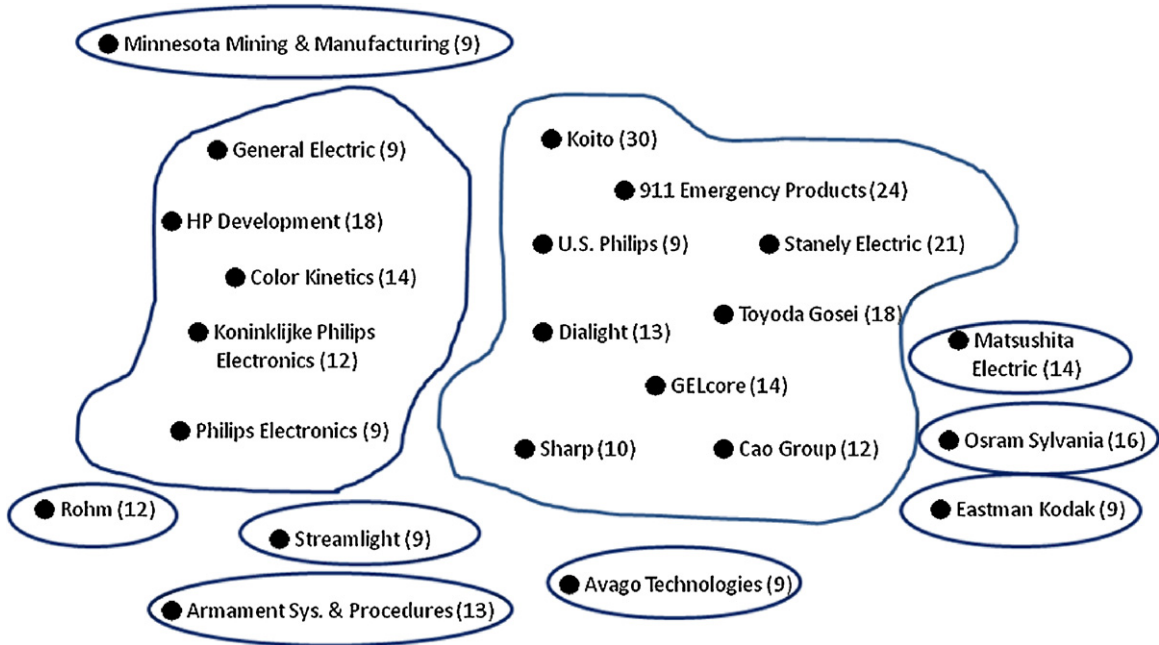 Minnesota Mining & Manufacturing (9)
General Electric (9)
HP Development (18)
Color Kinetics (14)
Koninklijke Philips
Electronics (12)
Philips Electronics (9)
Koito (30)
911 Emergency Products (24)
U.S. Philips (9)
Stanely Electric (21)
Toyoda Gosei (18)
Dialight (13)
GELcore (14)
Sharp (10)
Cao Group (12)
Matsushita
Electric (14)
Osram Sylvania (16)
Eastman Kodak (9)
Rohm (12)
Streamlight (9)
Armament Sys. & Procedures (13)
Avago Technologies (9)